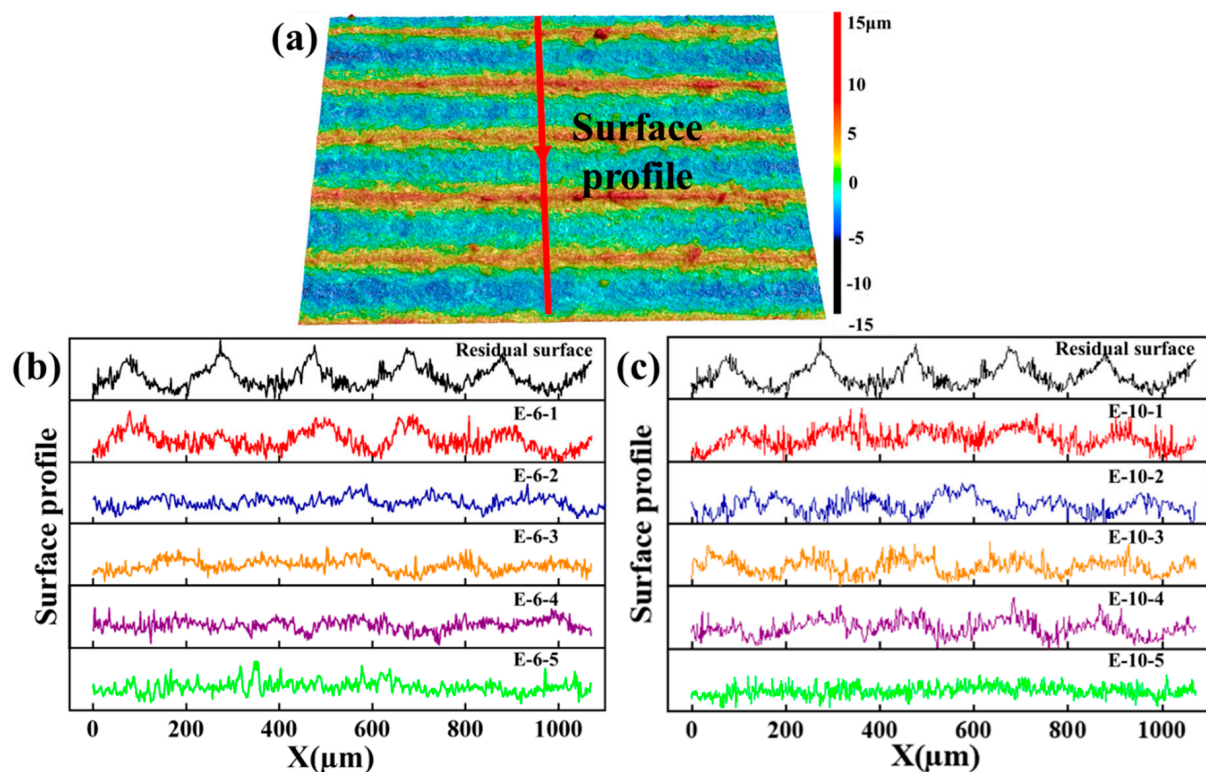 (a)
Surface
profile
15μm
10
5
0
-5
-10
-15
(b)
Surface profile
Residual surface
E-6-1
E-6-2
E-6-3
E-6-4
E-6-5
0 200 400 600 800 1000
X(μm)
(c)
Surface profile
Residual surface
E-10-1
E-10-2
E-10-3
E-10-4
E-10-5
0 200 400 600 800 1000
X(μm)